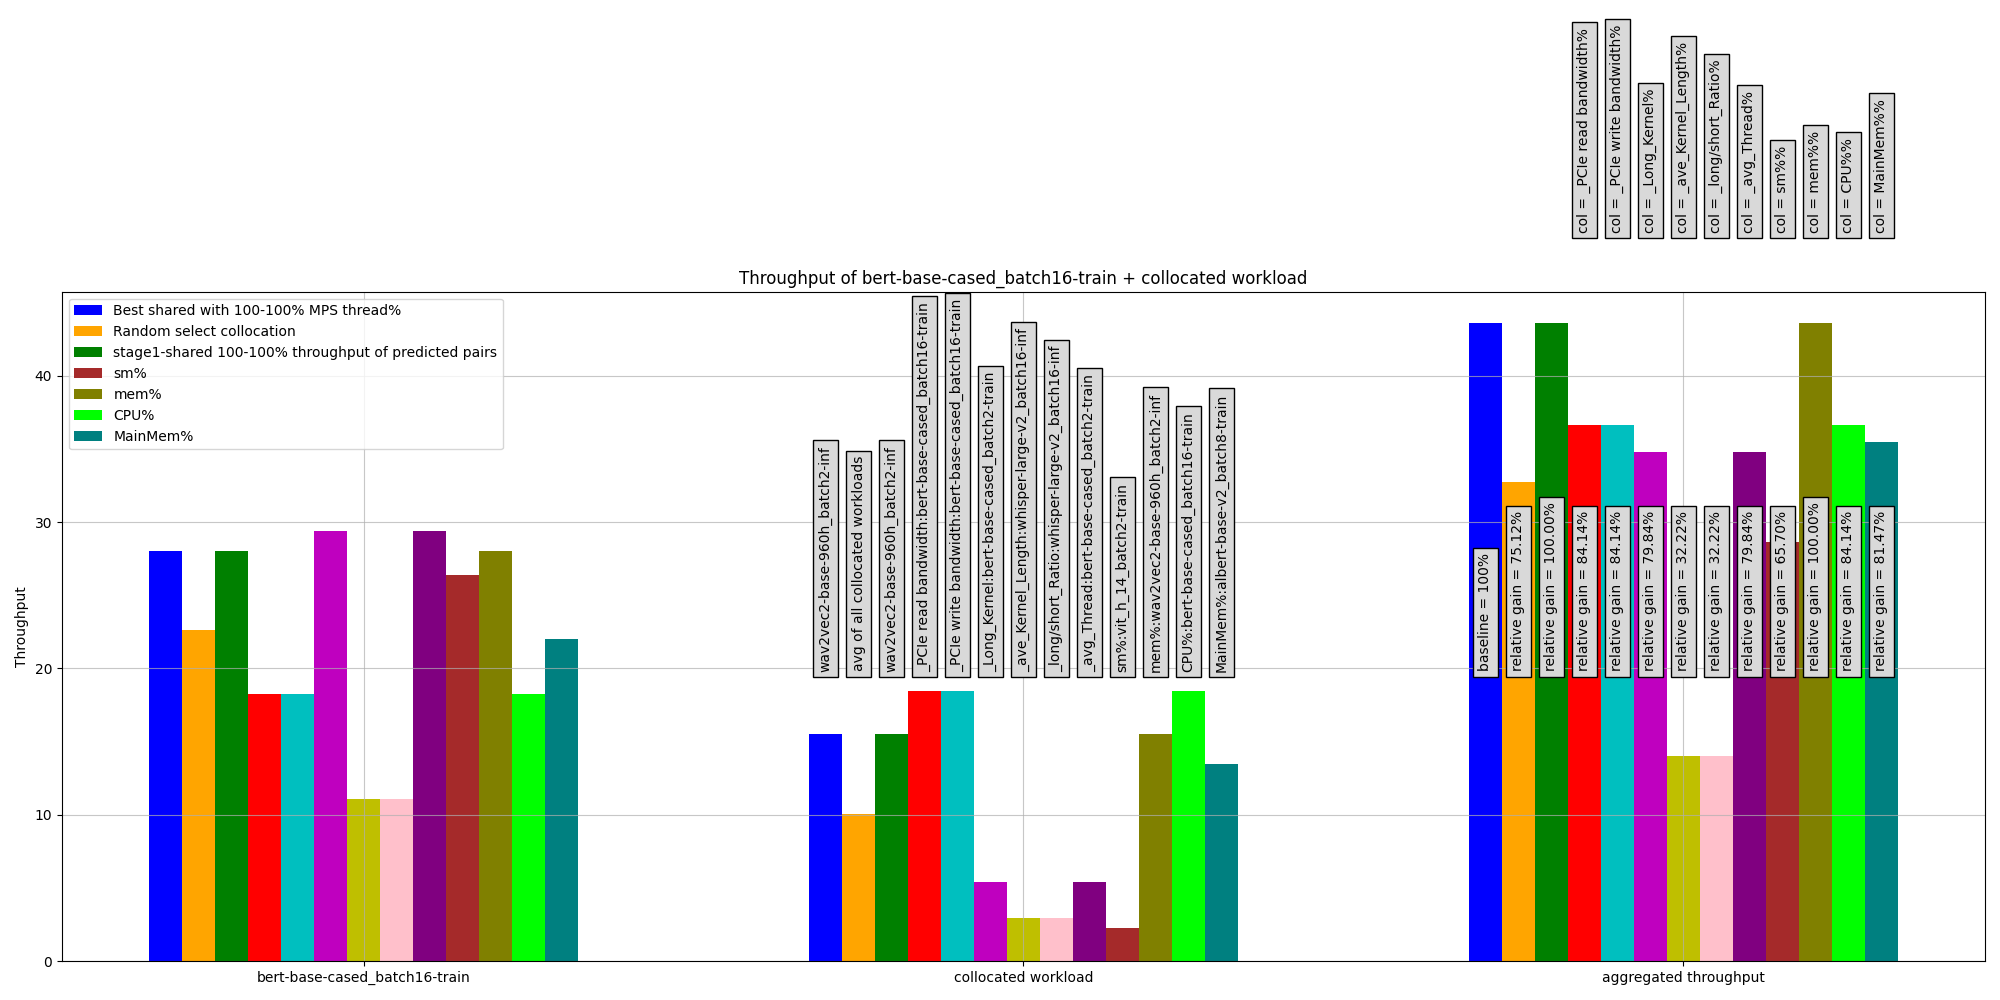 col = _PCIe read bandwidth%
col = _PCIe write bandwidth%
col = _Long_Kernel%
col = _ave_Kernel_Length%
col = _long/short_Ratio%
col = _avg_Thread%
col = sm%%
col = mem%%
col = CPU%%
col = MainMem%%
Throughput of bert-base-cased_batch16-train + collocated workload
Best shared with 100-100% MPS thread%
Random select collocation
stage1-shared 100-100% throughput of predicted pairs
sm%
mem%
CPU%
MainMem%
Throughput
40
30
20
10
0
wav2vec2-base-960h_batch2-inf
avg of all collocated workloads
wav2vec2-base-960h_batch2-inf
_PCIe read bandwidth:bert-base-cased_batch16-train
_PCIe write bandwidth:bert-base-cased_batch16-train
_Long_Kernel:bert-base-cased_batch2-train
_ave_Kernel_Length:whisper-large-v2_batch16-inf
_long/short_Ratio:whisper-large-v2_batch16-inf
_avg_Thread:bert-base-cased_batch2-train
sm%:vit_h_14_batch2-train
mem%:wav2vec2-base-960h_batch2-inf
CPU%:bert-base-cased_batch16-train
MainMem%:albert-base-v2_batch8-train
baseline = 100%
relative gain = 75.12%
relative gain = 100.00%
relative gain = 84.14%
relative gain = 84.14%
relative gain = 79.84%
relative gain = 32.22%
relative gain = 32.22%
relative gain = 79.84%
relative gain = 65.70%
relative gain = 100.00%
relative gain = 84.14%
relative gain = 81.47%
bert-base-cased_batch16-train
collocated workload
aggregated throughput